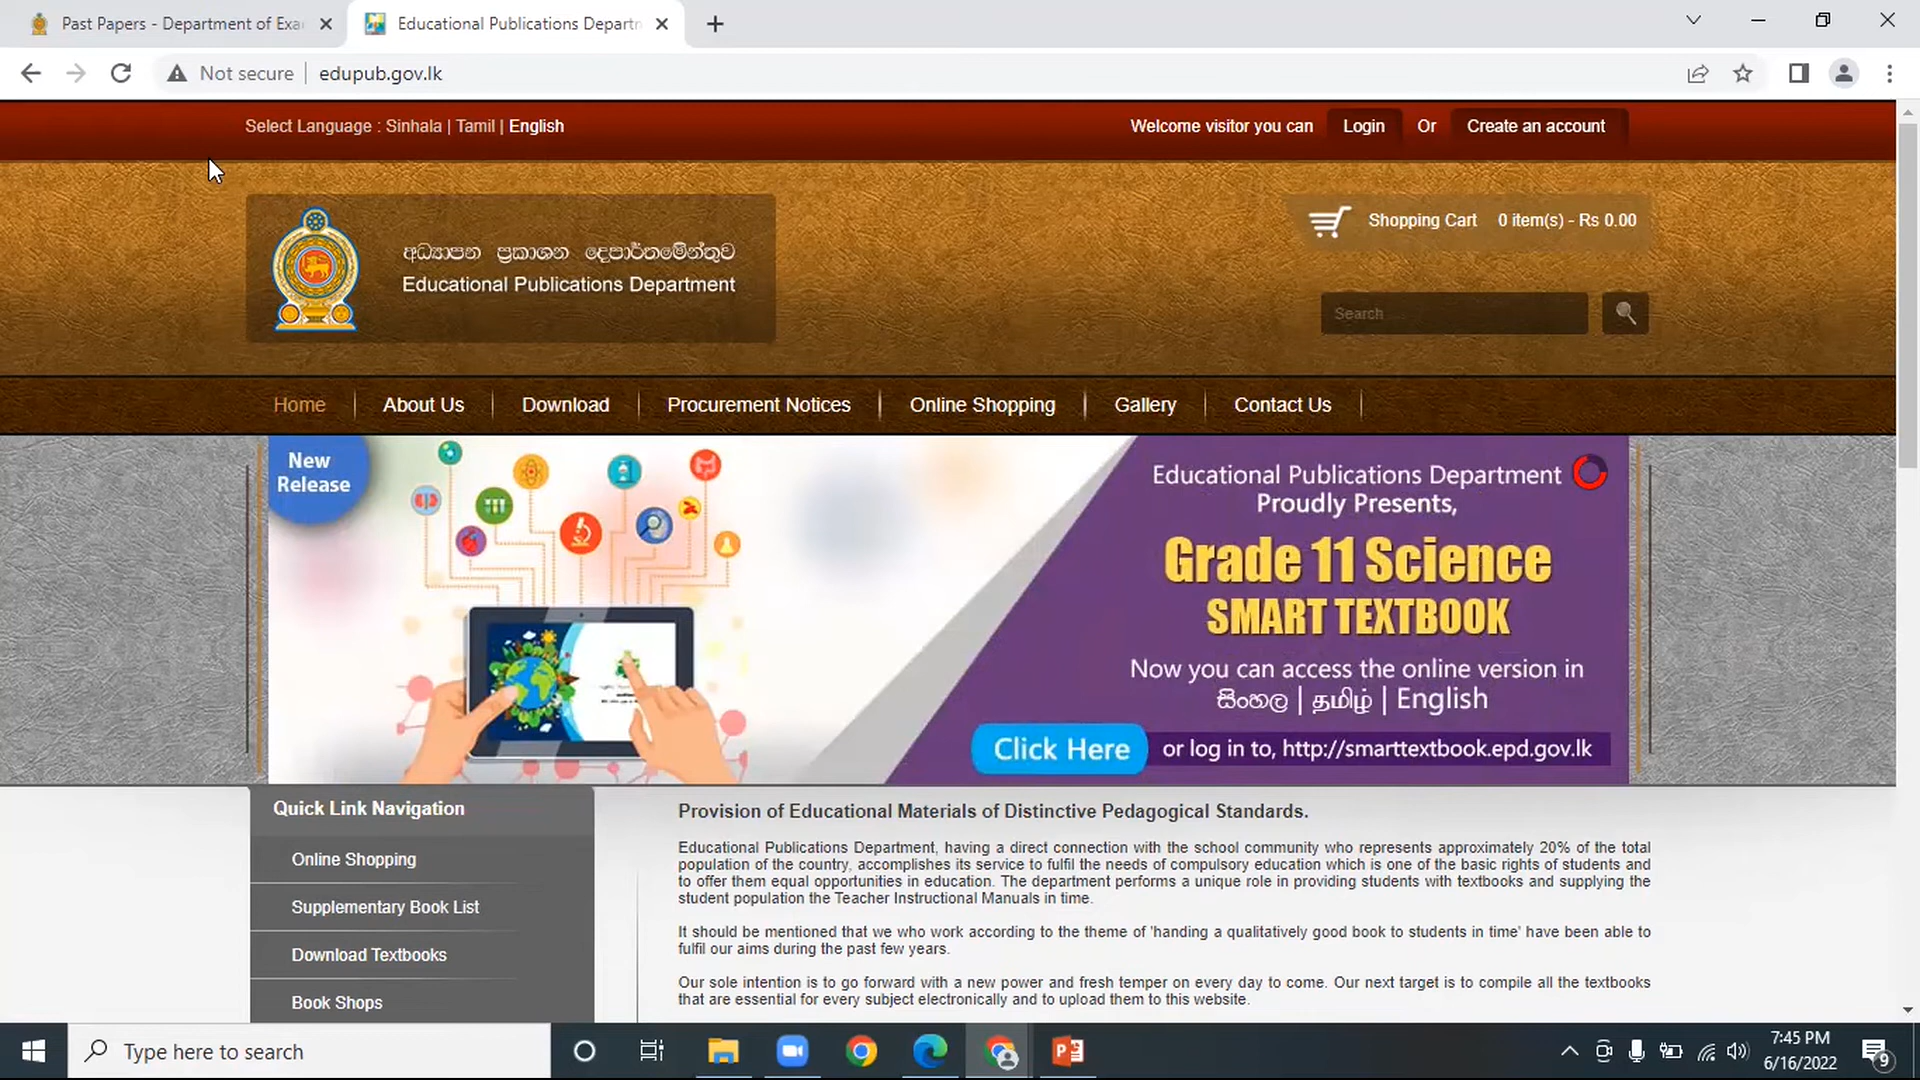 Past Papers - Department of Exa
Educational Publications Departm
Not secure
edupub.gov.lk
Select Language : Sinhala | Tamil | English
Welcome visitor you can Login Or Create an account
අධ්‍යාපන ප්‍රකාශන දෙපාර්තමේන්තුව
Educational Publications Department
Shopping Cart 0 item(s) - Rs 0.00
Search
Home About Us Download Procurement Notices Online Shopping Gallery Contact Us
New
Release
Educational Publications Department
Proudly Presents,
Grade 11 Science
SMART TEXTBOOK
Now you can access the online version in
සිංහල | தமிழ் | English
Click Here or log in to, http://smarttextbook.epd.gov.lk
Quick Link Navigation
Online Shopping
Supplementary Book List
Download Textbooks
Book Shops
Provision of Educational Materials of Distinctive Pedagogical Standards.
Educational Publications Department, having a direct connection with the school community who represents approximately 20% of the total
population of the country, accomplishes its service to fulfil the needs of compulsory education which is one of the basic rights of students and
to offer them equal opportunities in education. The department performs a unique role in providing students with textbooks and supplying the
student population the Teacher Instructional Manuals in time.
It should be mentioned that we who work according to the theme of 'handing a qualitatively good book to students in time' have been able to
fulfil our aims during the past few years.
Our sole intention is to go forward with a new power and fresh temper on every day to come. Our next target is to compile all the textbooks
that are essential for every subject electronically and to upload them to this website.
Type here to search
7:45 PM
6/16/2022
9